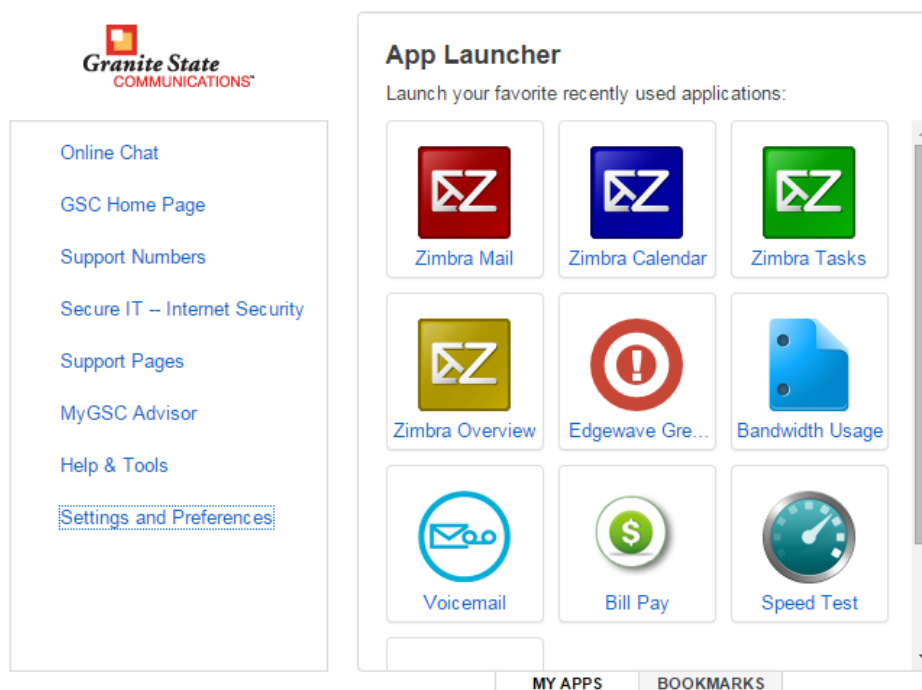 Granite State
COMMUNICATIONS™
Online Chat
GSC Home Page
Support Numbers
Secure IT -- Internet Security
Support Pages
MyGSC Advisor
Help & Tools
Settings and Preferences
App Launcher
Launch your favorite recently used applications:
Zimbra Mail
Zimbra Calendar
Zimbra Tasks
Zimbra Overview
Edgewave Gre...
Bandwidth Usage
Voicemail
Bill Pay
Speed Test
MY APPS
BOOKMARKS